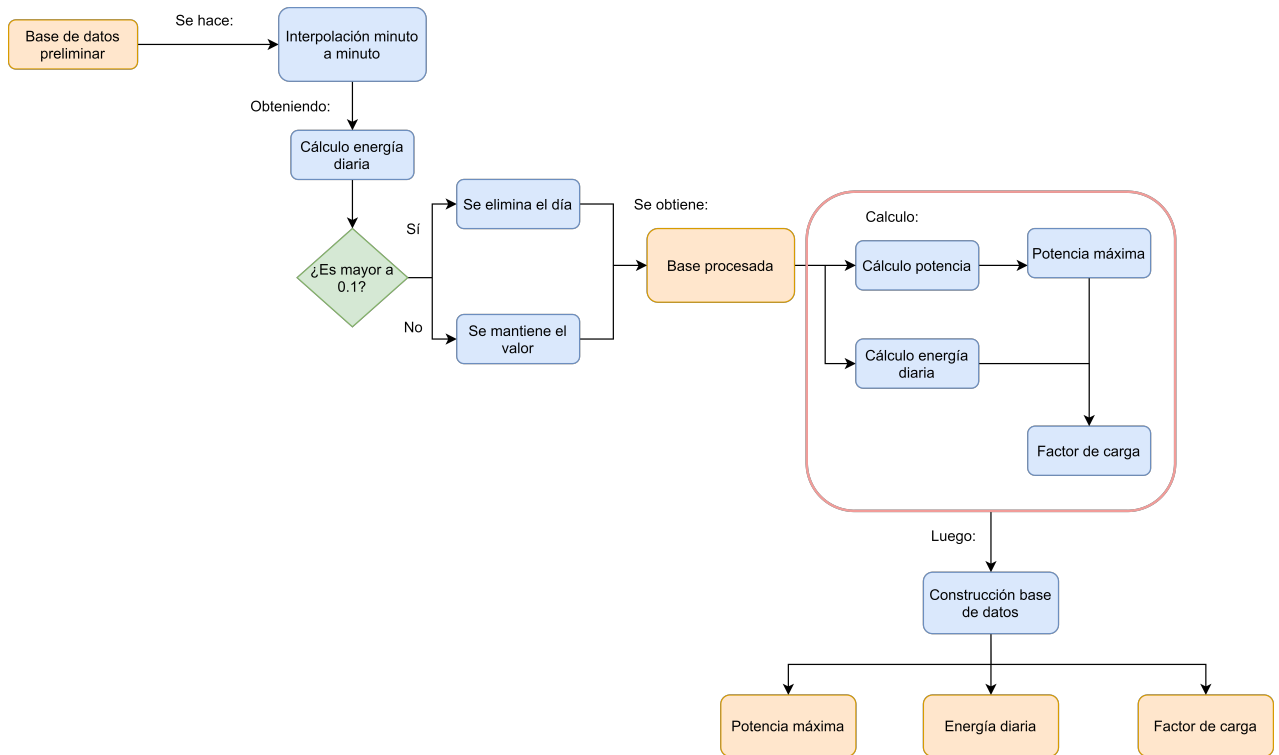 Base de datos
preliminar
Se hace:
Interpolación minuto
a minuto
Obteniendo:
Cálculo energía
diaria
¿Es mayor a
0.1?
Sí
No
Se elimina el día
Se mantiene el
valor
Se obtiene:
Base procesada
Calculo:
Cálculo potencia
Potencia máxima
Cálculo energía
diaria
Factor de carga
Luego:
Construcción base
de datos
Potencia máxima
Energía diaria
Factor de carga